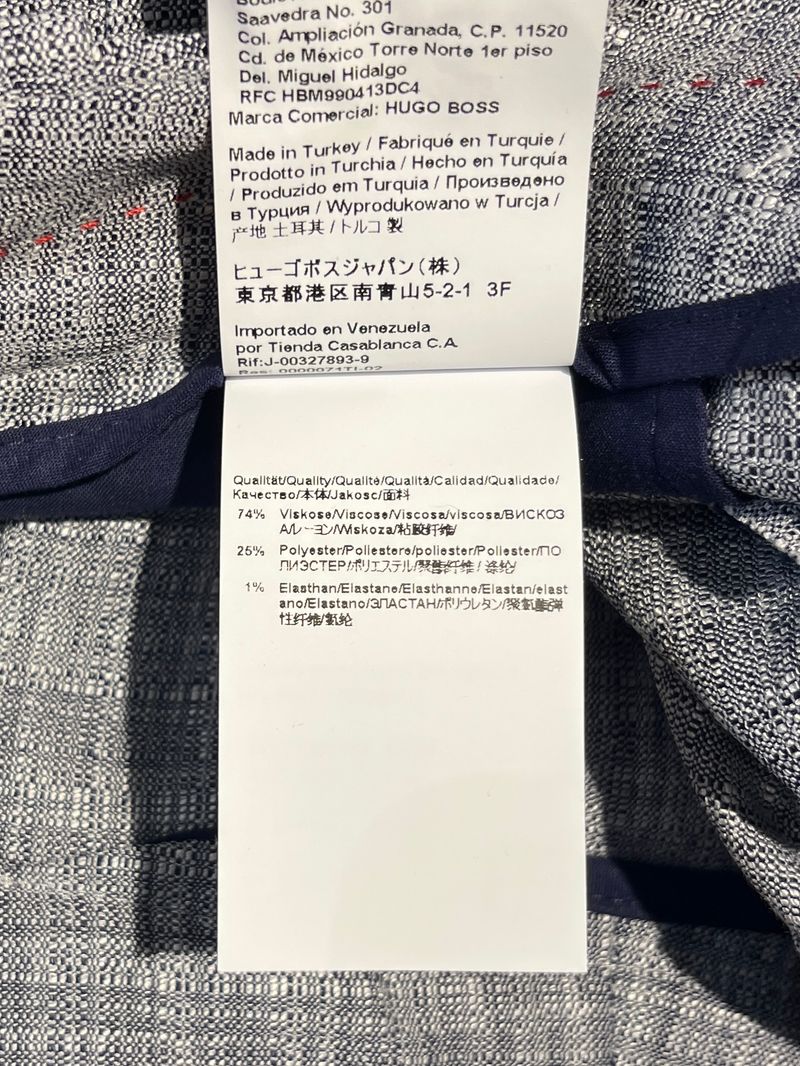 Saavedra No. 301
Col. Ampliación Granada, C.P. 11520
Cd. de México Torre Norte 1er piso
Del. Miguel Hidalgo
RFC HBM990413DC4
Marca Comercial: HUGO BOSS
Made in Turkey / Fabriqué en Turquie /
Prodotto in Turchia / Hecho en Turquía
/ Produzido em Turquia / Произведено
в Турция / Wyprodukowano w Turcja /
产地 土耳其 / トルコ 製
ヒューゴボスジャパン(株)
東京都港区南青山5-2-1 3F
Importado en Venezuela
por Tienda Casablanca C.A.
Rif:J-00327893-9
Qualität/Quality/Qualité/Qualità/Calidad/Qualidade/
Качество/本体/Jakosc/面料
74% Viskose/Viscose/Viscosa/viscosa/ВИСКОЗ
А/レーヨン/Wiskoza/粘胶纤维/
25% Polyester/Poliestere/poliester/Poliester/ПО
ЛИЭСТЕР/ポリエステル/聚酯纤维 / 涤纶/
1% Elasthan/Elastane/Elasthanne/Elastan/elast
ano/Elastano/ЭЛАСТАН/ポリウレタン/聚氨酯弹
性纤维/氨纶